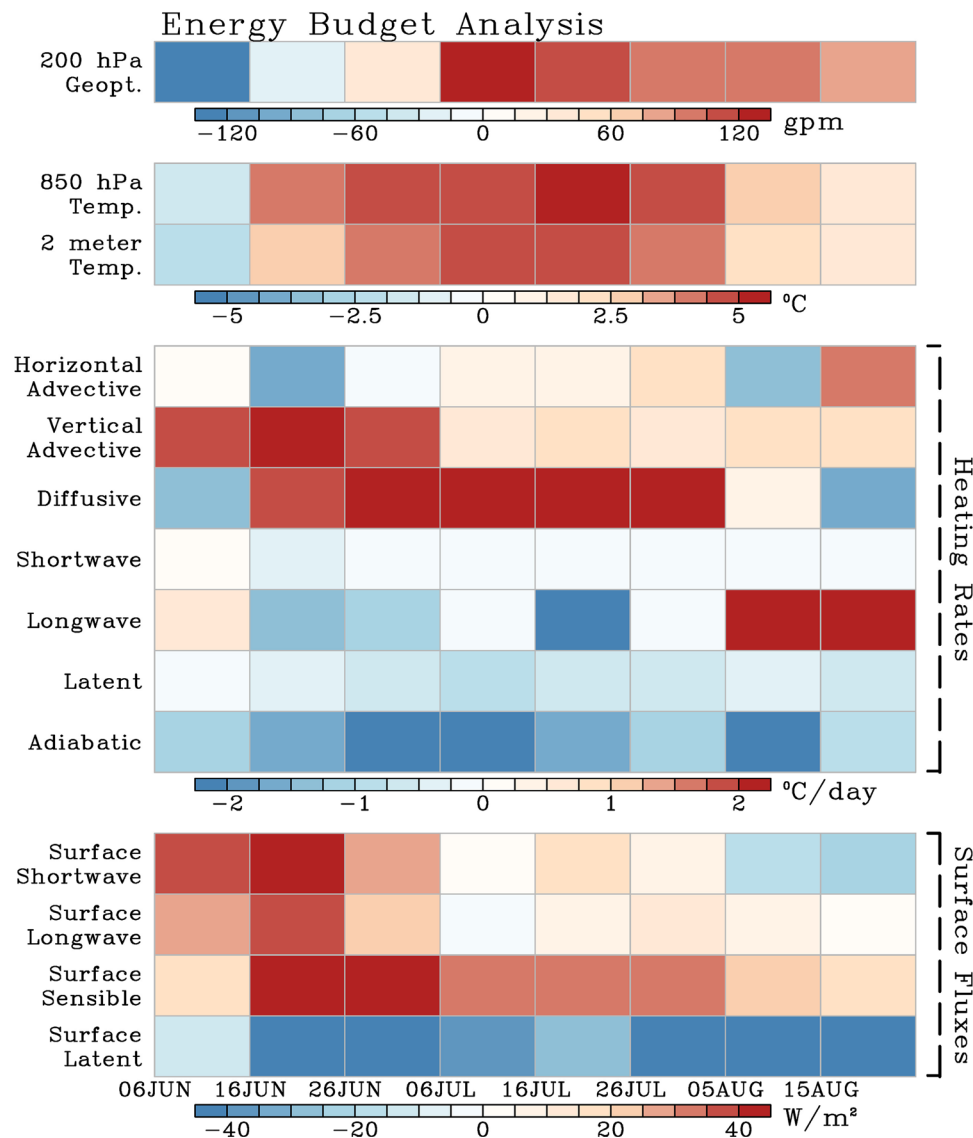 Energy Budget Analysis
200 hPa
Geopt.
−120 −60 0 60 120 gpm
850 hPa
Temp.
2 meter
Temp.
−5 −2.5 0 2.5 5 °C
Horizontal
Advective
Vertical
Advective
Diffusive
Shortwave
Longwave
Latent
Adiabatic
Heating Rates
−2 −1 0 1 2 °C/day
Surface
Shortwave
Surface
Longwave
Surface
Sensible
Surface
Latent
Surface Fluxes
06JUN 16JUN 26JUN 06JUL 16JUL 26JUL 05AUG 15AUG
−40 −20 0 20 40 W/m²